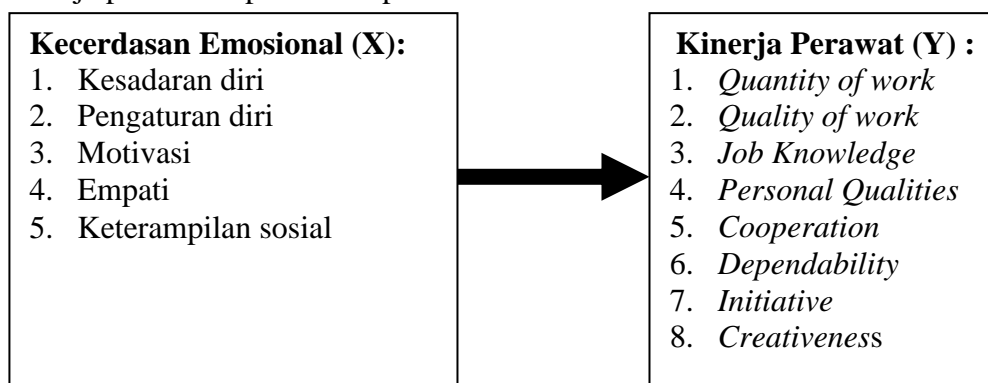 Kecerdasan Emosional (X):
1. Kesadaran diri
2. Pengaturan diri
3. Motivasi
4. Empati
5. Keterampilan sosial
Kinerja Perawat (Y) :
1. Quantity of work
2. Quality of work
3. Job Knowledge
4. Personal Qualities
5. Cooperation
6. Dependability
7. Initiative
8. Creativeness